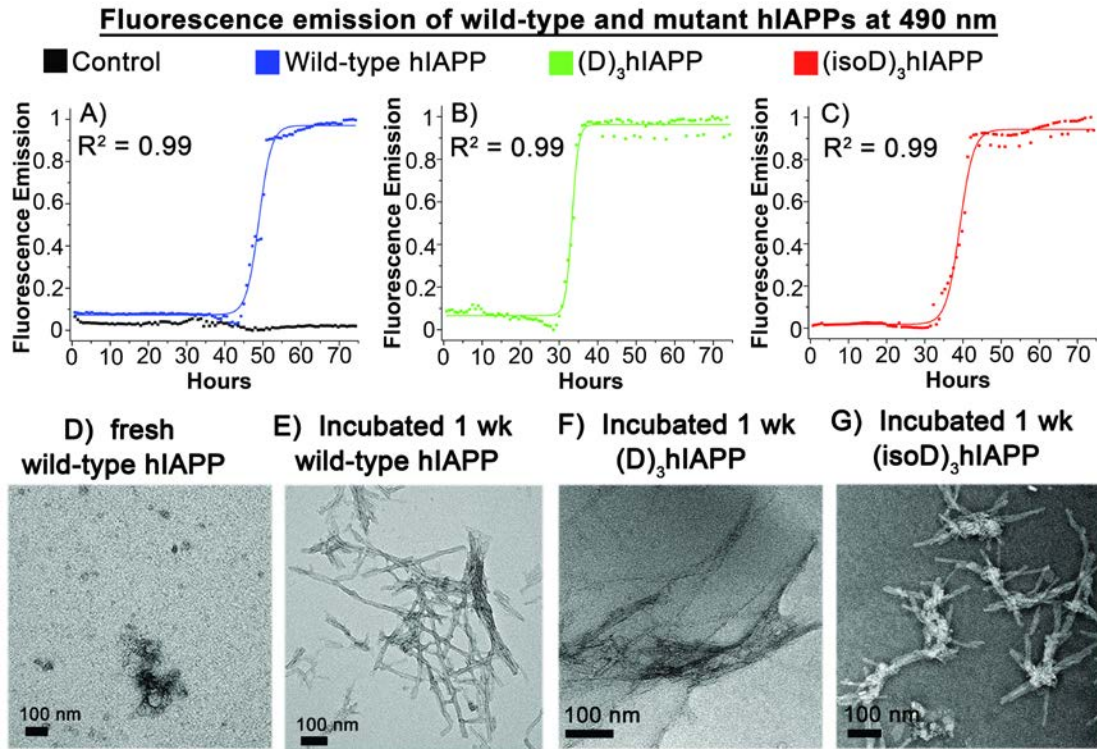 Fluorescence emission of wild-type and mutant hIAPPs at 490 nm
Control Wild-type hIAPP (D)₃hIAPP (isoD)₃hIAPP
A)
R² = 0.99
Fluorescence Emission
1
0.8
0.6
0.4
0.2
0
0 10 20 30 40 50 60 70
Hours
B)
R² = 0.99
Fluorescence Emission
1
0.8
0.6
0.4
0.2
0
0 10 20 30 40 50 60 70
Hours
C)
R² = 0.99
Fluorescence Emission
1
0.8
0.6
0.4
0.2
0
0 10 20 30 40 50 60 70
Hours
D) fresh
wild-type hIAPP
100 nm
E) Incubated 1 wk
wild-type hIAPP
100 nm
F) Incubated 1 wk
(D)₃hIAPP
100 nm
G) Incubated 1 wk
(isoD)₃hIAPP
100 nm